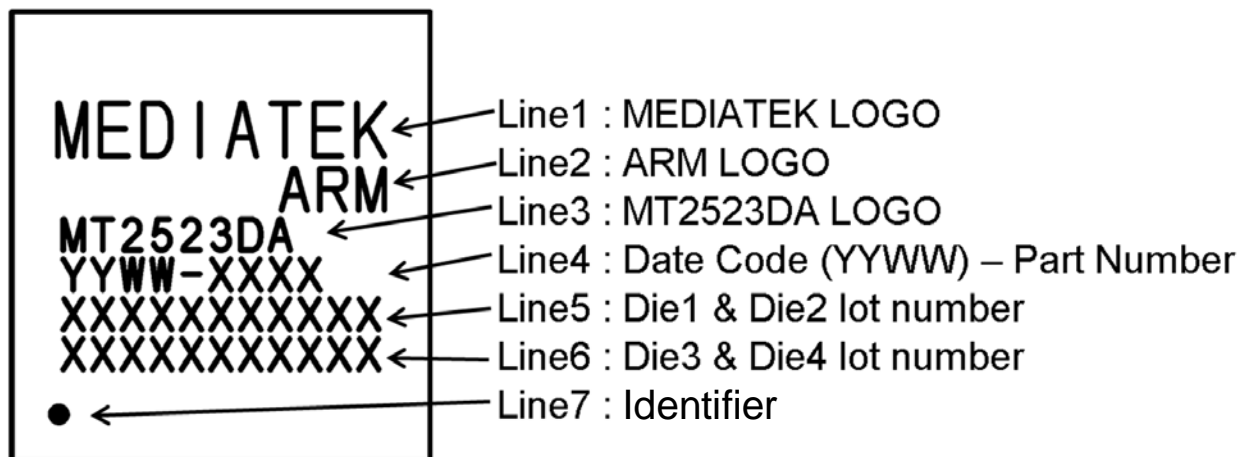 MEDIATEK
ARM
MT2523DA
YYWW-XXXX
XXXXXXXXXXX
XXXXXXXXXXX
Line1 : MEDIATEK LOGO
Line2 : ARM LOGO
Line3 : MT2523DA LOGO
Line4 : Date Code (YYWW) – Part Number
Line5 : Die1 & Die2 lot number
Line6 : Die3 & Die4 lot number
Line7 : Identifier